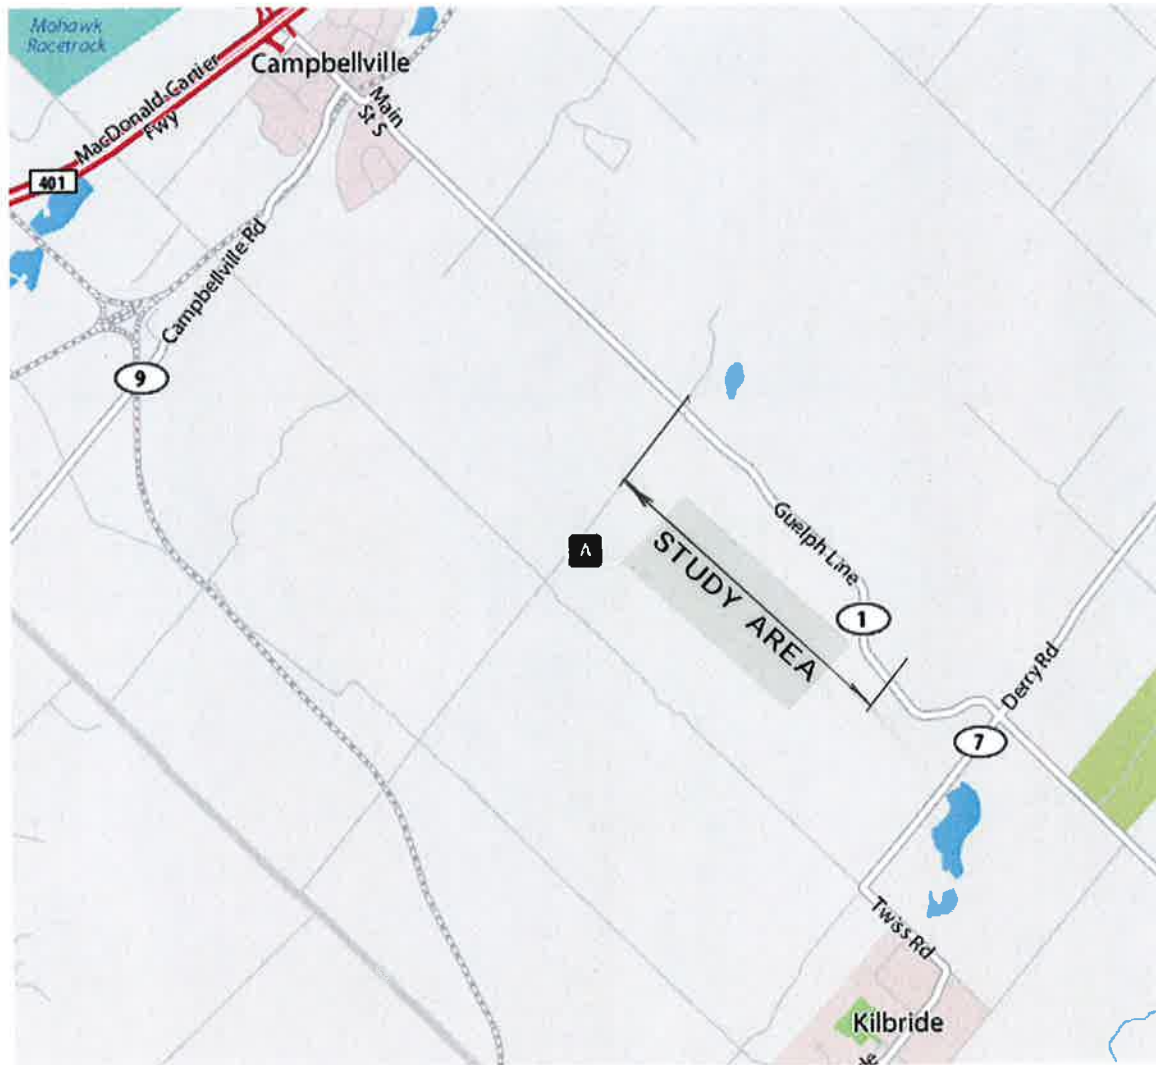 Mohawk
Racetrack
Campbellville
MacDonald-Cartier
Fwy
Main
St S
401
Campbellville Rd
9
Guelph Line
STUDY AREA
1
Derry Rd
7
Twiss Rd
Kilbride